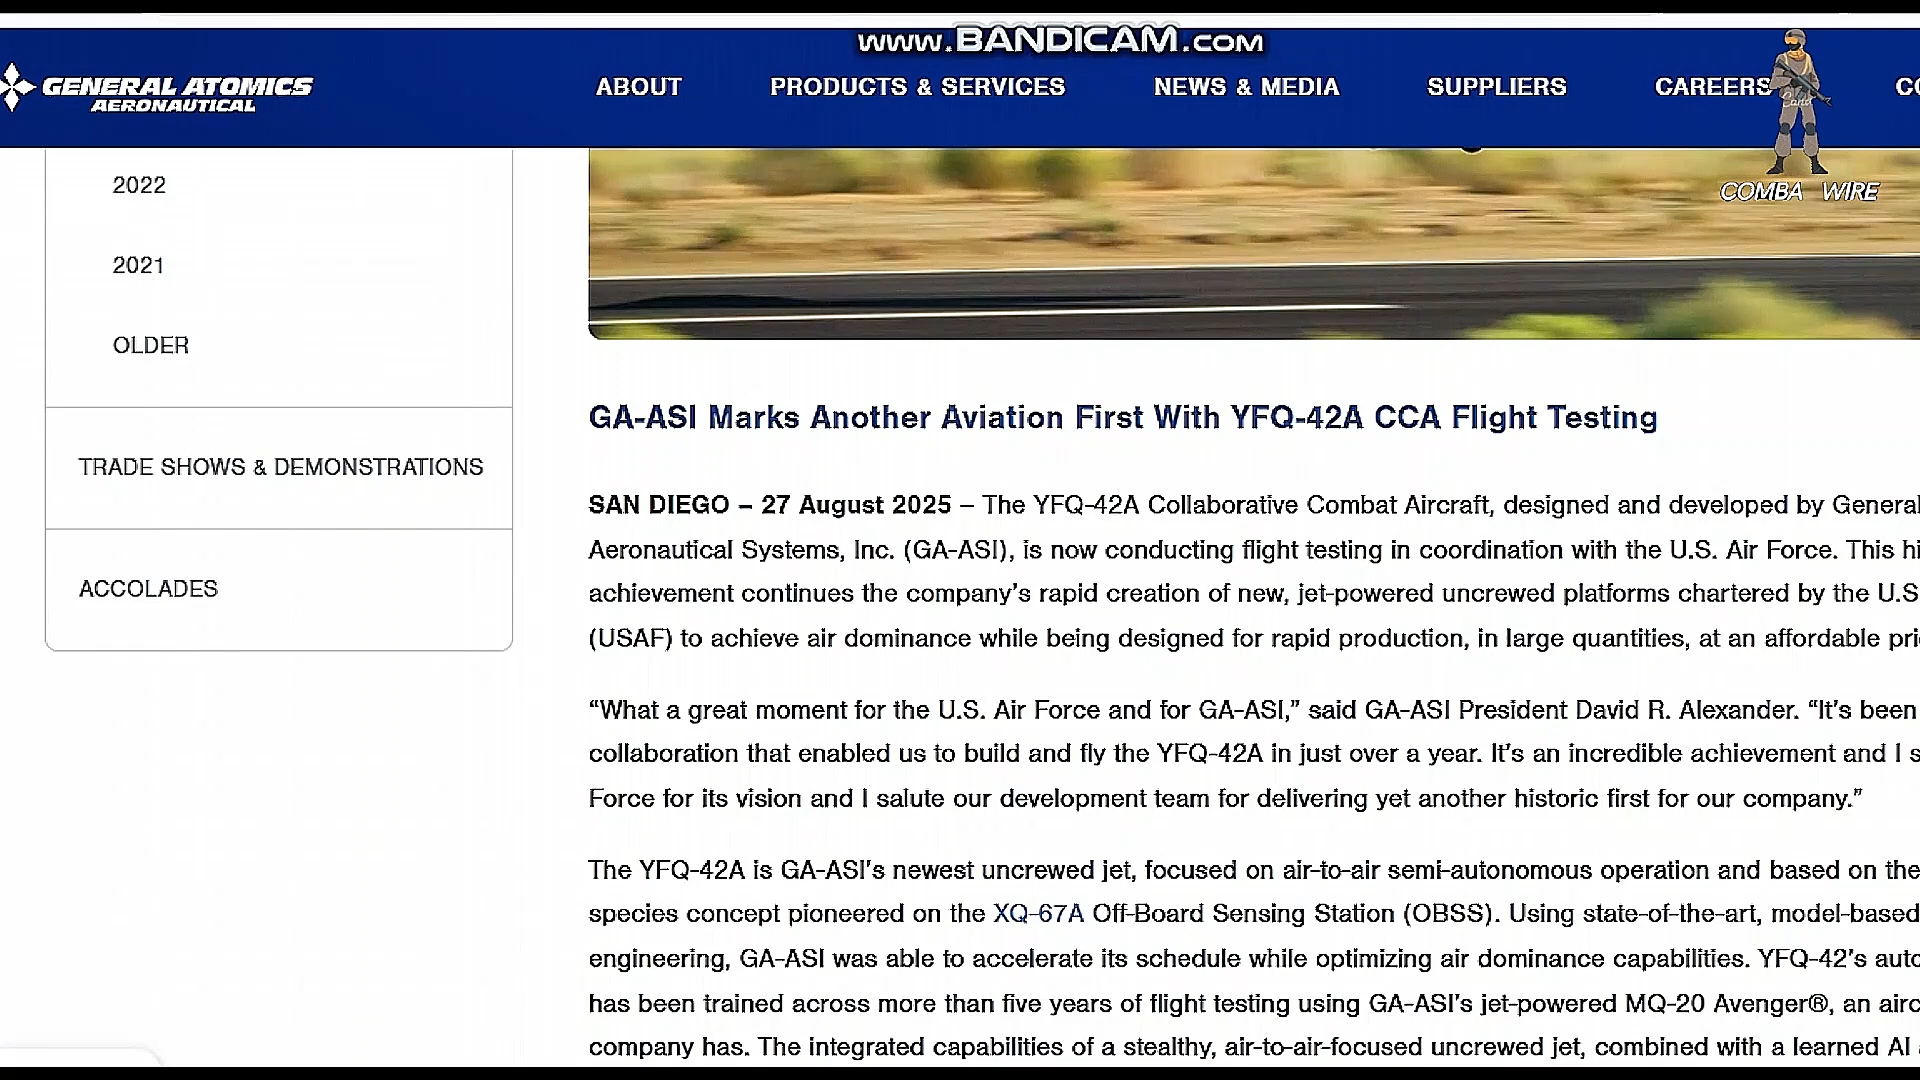 www.BANDICAM.com
GENERAL ATOMICS
AERONAUTICAL
ABOUT
PRODUCTS & SERVICES
NEWS & MEDIA
SUPPLIERS
CAREERS
Cand
COMBA WIRE
2022
2021
OLDER
TRADE SHOWS & DEMONSTRATIONS
ACCOLADES
GA-ASI Marks Another Aviation First With YFQ-42A CCA Flight Testing
SAN DIEGO – 27 August 2025 – The YFQ-42A Collaborative Combat Aircraft, designed and developed by General
Aeronautical Systems, Inc. (GA-ASI), is now conducting flight testing in coordination with the U.S. Air Force. This hi
achievement continues the company’s rapid creation of new, jet-powered uncrewed platforms chartered by the U.S
(USAF) to achieve air dominance while being designed for rapid production, in large quantities, at an affordable pri
“What a great moment for the U.S. Air Force and for GA-ASI,” said GA-ASI President David R. Alexander. “It’s been
collaboration that enabled us to build and fly the YFQ-42A in just over a year. It’s an incredible achievement and I s
Force for its vision and I salute our development team for delivering yet another historic first for our company.”
The YFQ-42A is GA-ASI’s newest uncrewed jet, focused on air-to-air semi-autonomous operation and based on the
species concept pioneered on the XQ-67A Off-Board Sensing Station (OBSS). Using state-of-the-art, model-based
engineering, GA-ASI was able to accelerate its schedule while optimizing air dominance capabilities. YFQ-42’s auto
has been trained across more than five years of flight testing using GA-ASI’s jet-powered MQ-20 Avenger®, an airc
company has. The integrated capabilities of a stealthy, air-to-air-focused uncrewed jet, combined with a learned AI